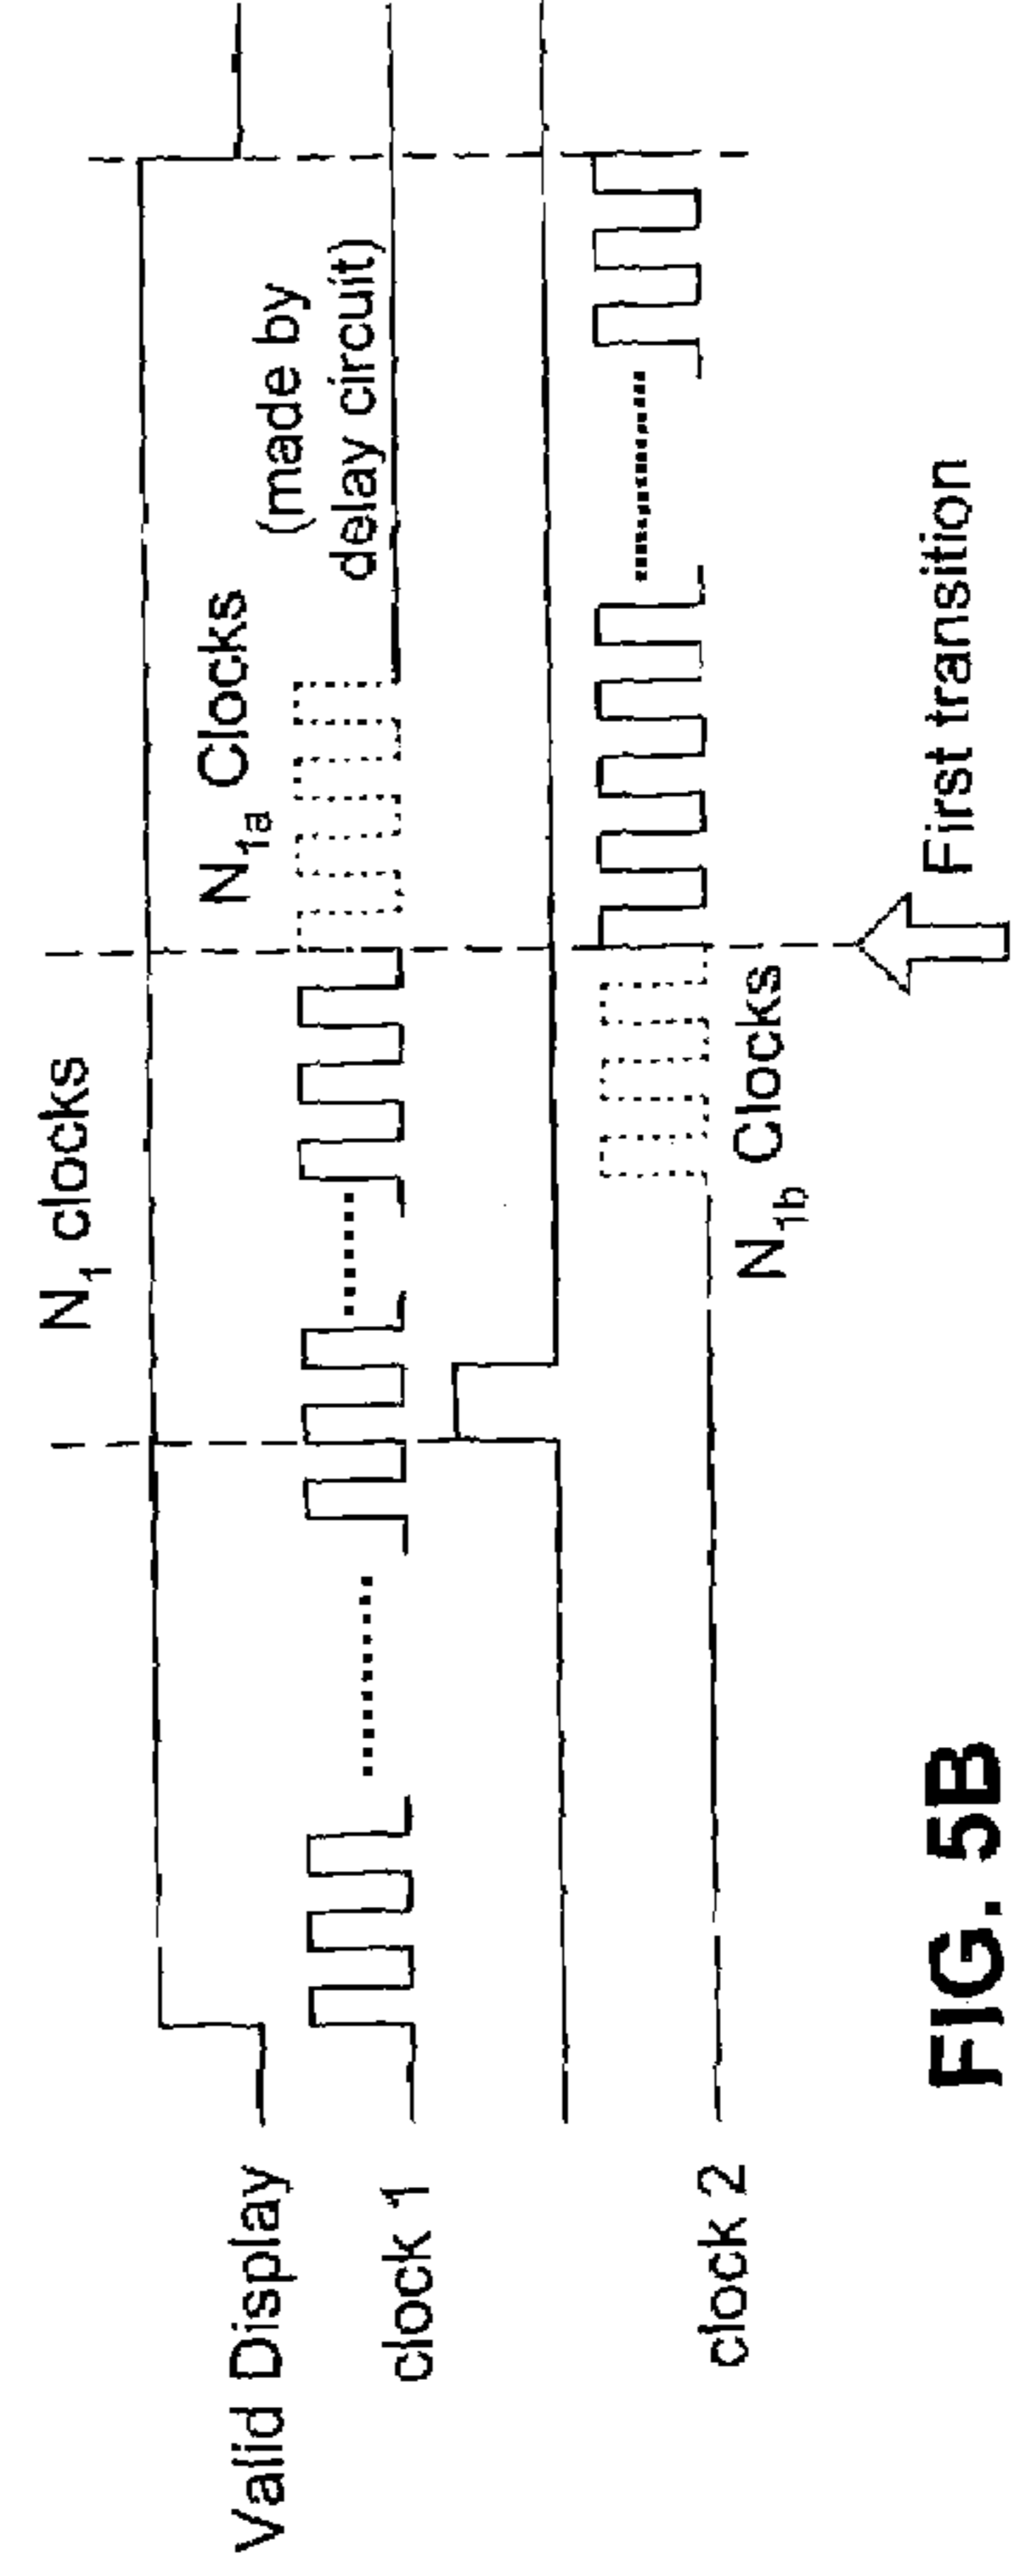 N1 clocks
N1a Clocks
(made by
delay circuit)
Valid Display
clock 1
clock 2
N1b Clocks
First transition
FIG. 5B